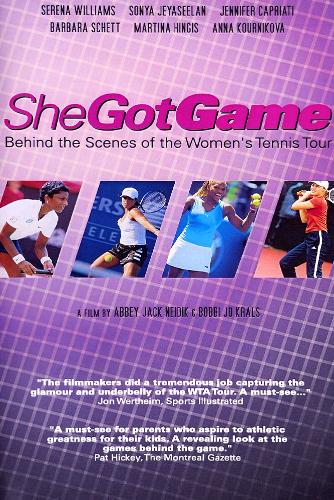 SERENA WILLIAMS SONYA JEYASEELAN JENNIFER CAPRIATI
BARBARA SCHETT MARTINA HINGIS ANNA KOURNIKOVA
SheGotGame
Behind the Scenes of the Women's Tennis Tour
A FILM BY ABBEY JACK NEIDIK & BOBBI JO KRALS
"The filmmakers did a tremendous job capturing the
glamour and underbelly of the WTA Tour. A must-see..."
Jon Wertheim, Sports Illustrated
"A must-see for parents who aspire to athletic
greatness for their kids. A revealing look at the
games behind the game."
Pat Hickey, The Montreal Gazette